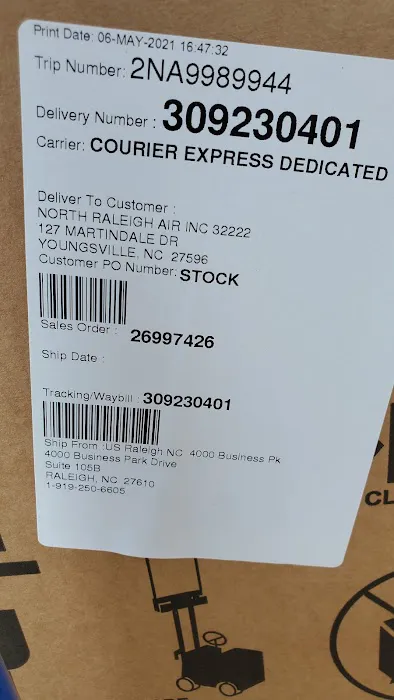 Print Date: 06-MAY-2021 16:47:32
Trip Number: 2NA9989944
Delivery Number : 309230401
Carrier: COURIER EXPRESS DEDICATED
Deliver To Customer :
NORTH RALEIGH AIR INC 32222
127 MARTINDALE DR
YOUNGSVILLE, NC 27596
Customer PO Number: STOCK
Sales Order : 26997426
Ship Date :
Tracking/Waybill : 309230401
Ship From :US Raleigh NC 4000 Business Pk
4000 Business Park Drive
Suite 105B
RALEIGH, NC 27610
1-919-250-6605
CL